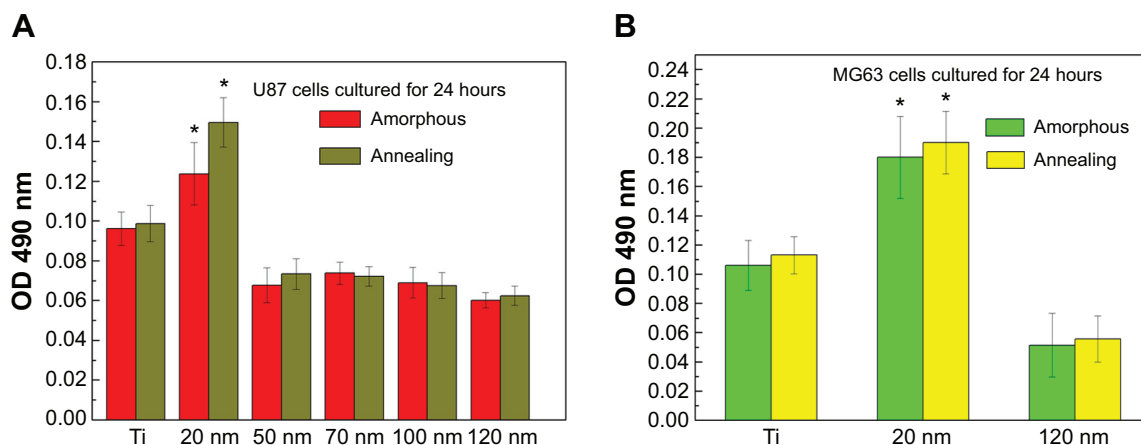 A
OD 490 nm
0.18
0.16
0.14
0.12
0.10
0.08
0.06
0.04
0.02
0.00
U87 cells cultured for 24 hours
Amorphous
Annealing
*
*
Ti 20 nm 50 nm 70 nm 100 nm 120 nm
B
OD 490 nm
0.24
0.22
0.20
0.18
0.16
0.14
0.12
0.10
0.08
0.06
0.04
0.02
0.00
MG63 cells cultured for 24 hours
Amorphous
Annealing
* *
Ti 20 nm 120 nm